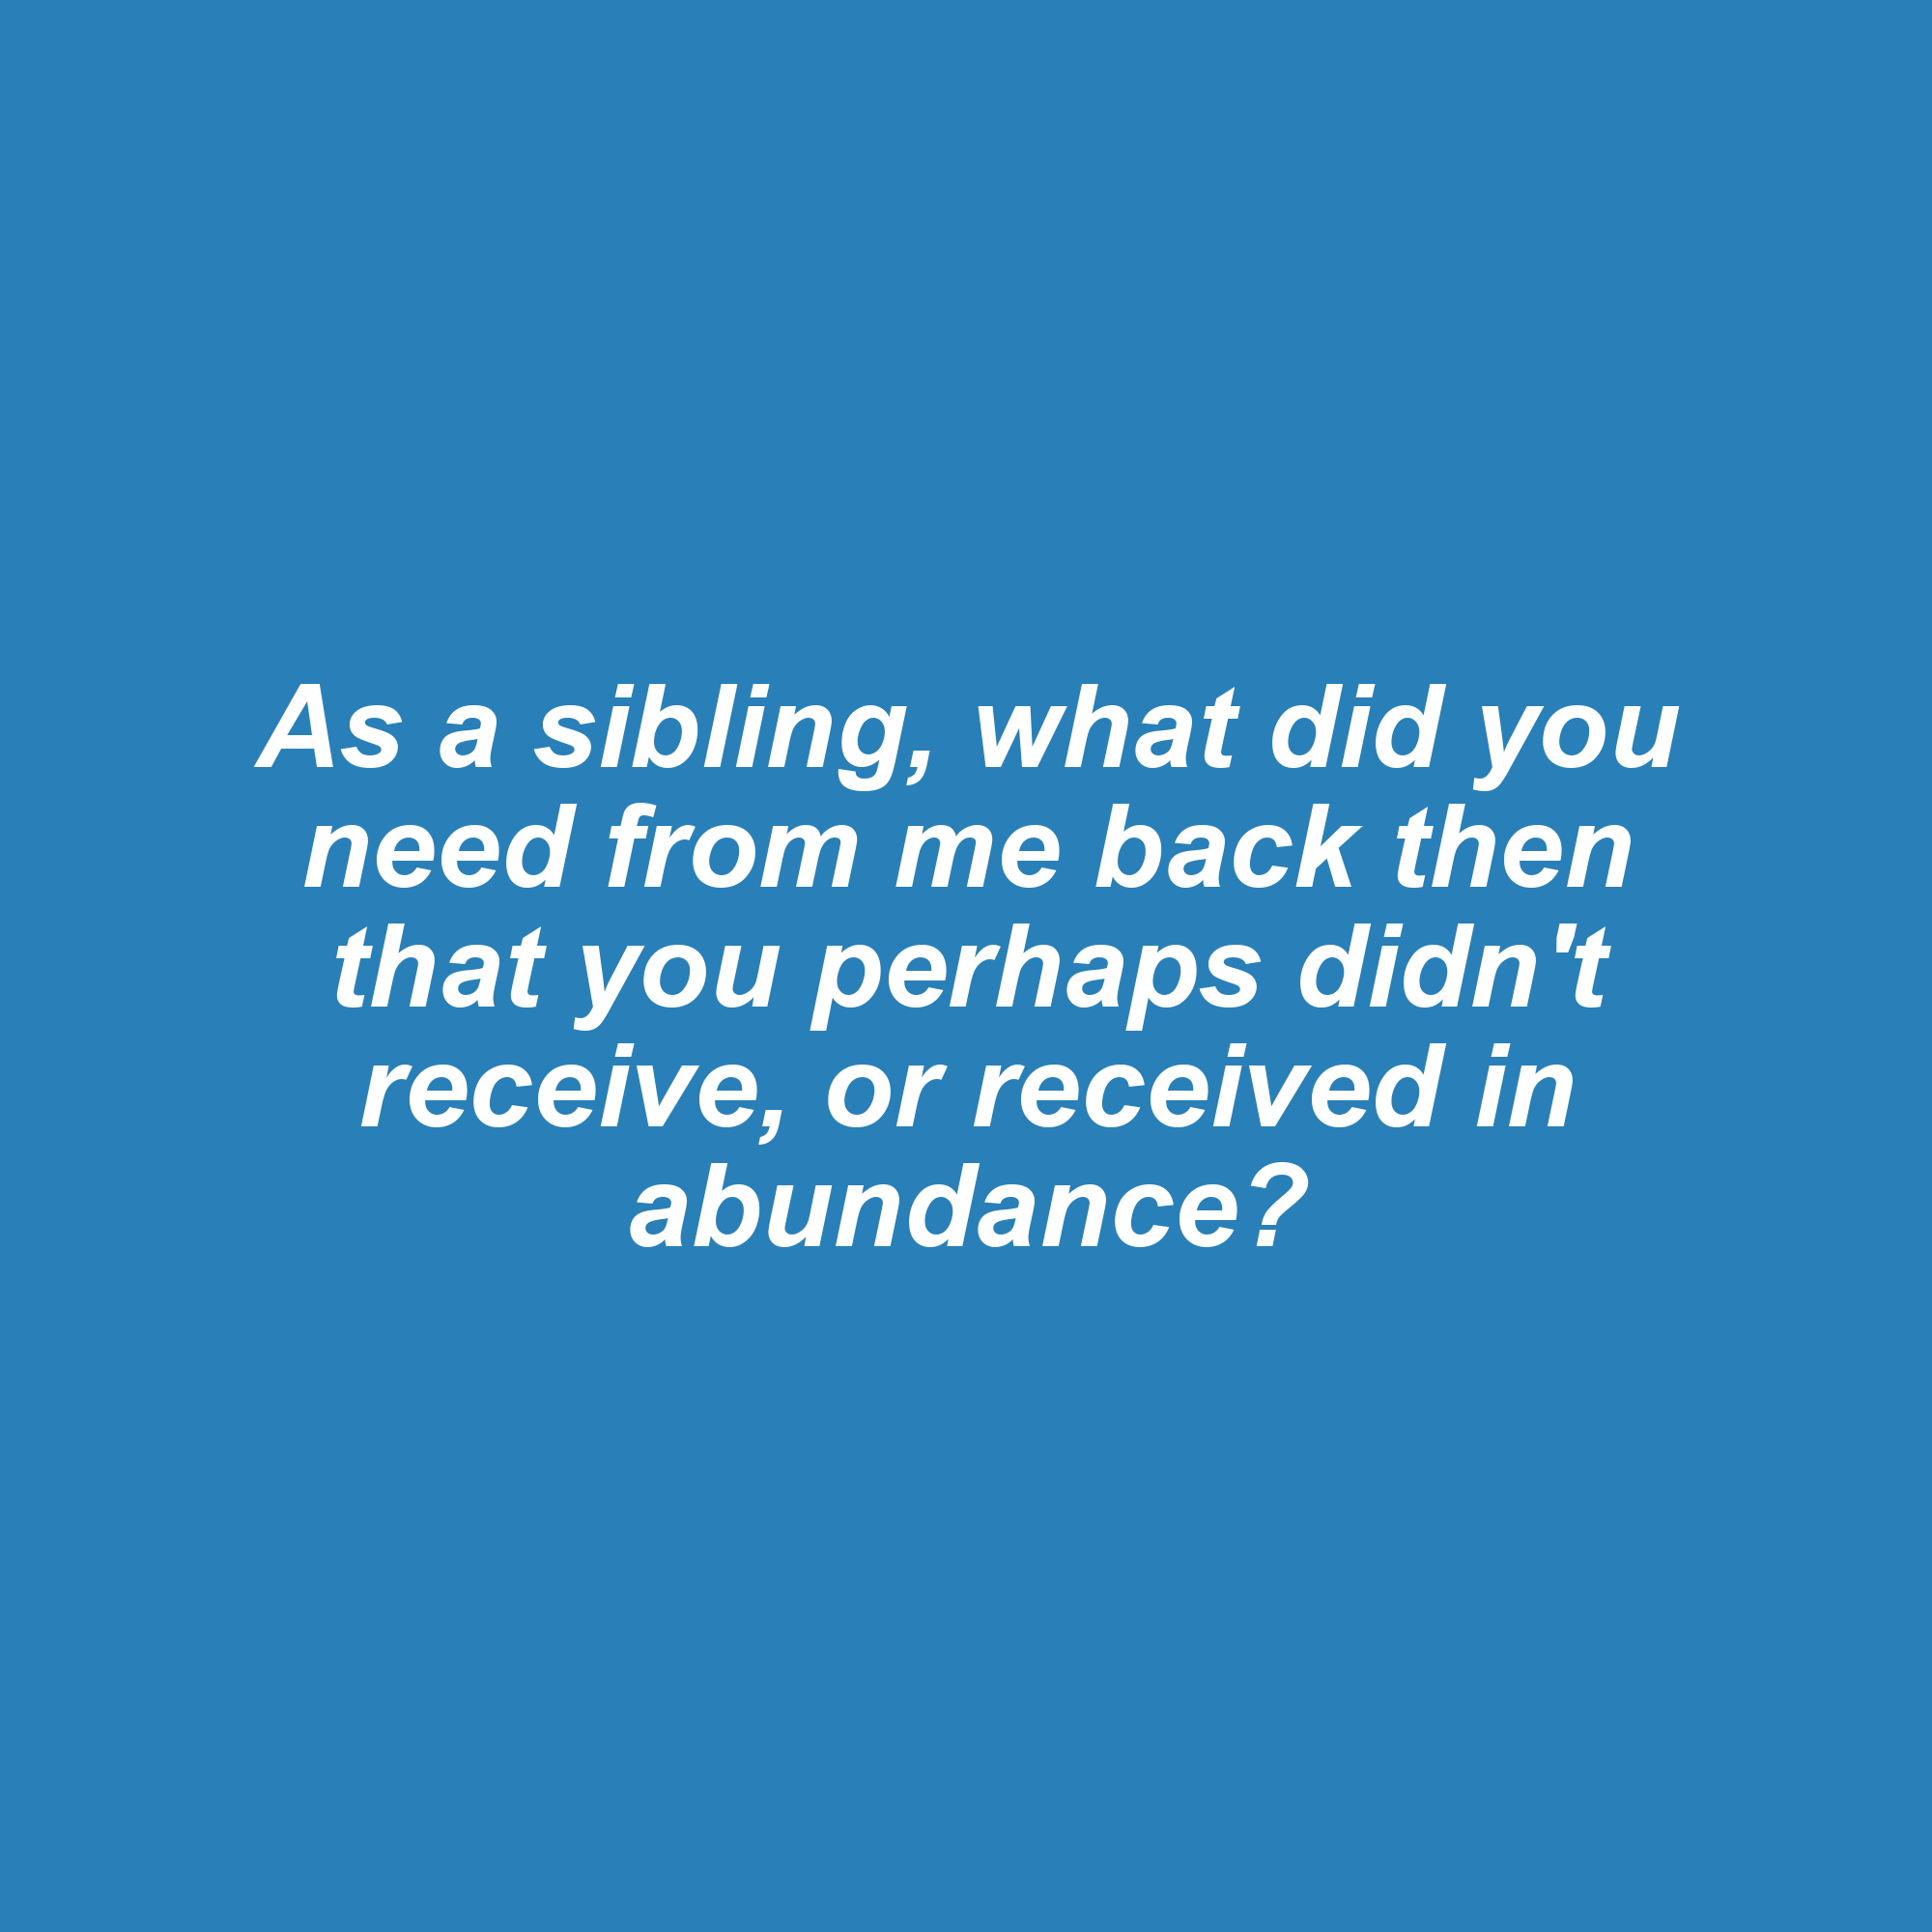 As a sibling, what did you
need from me back then
that you perhaps didn't
receive, or received in
abundance?